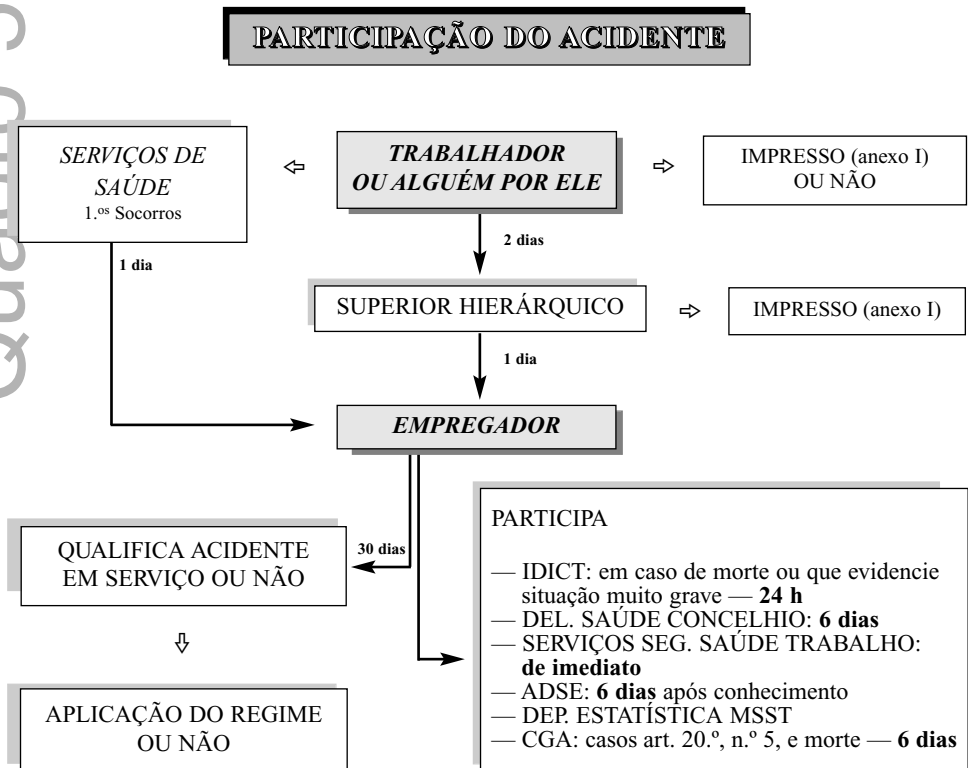 PARTICIPAÇÃO DO ACIDENTE
SERVIÇOS DE
SAÚDE
1.os Socorros
TRABALHADOR
OU ALGUÉM POR ELE
IMPRESSO (anexo I)
OU NÃO
1 dia
2 dias
SUPERIOR HIERÁRQUICO
IMPRESSO (anexo I)
1 dia
EMPREGADOR
30 dias
QUALIFICA ACIDENTE
EM SERVIÇO OU NÃO
APLICAÇÃO DO REGIME
OU NÃO
PARTICIPA
— IDICT: em caso de morte ou que evidencie
situação muito grave — 24 h
— DEL. SAÚDE CONCELHIO: 6 dias
— SERVIÇOS SEG. SAÚDE TRABALHO:
de imediato
— ADSE: 6 dias após conhecimento
— DEP. ESTATÍSTICA MSST
— CGA: casos art. 20.º, n.º 5, e morte — 6 dias